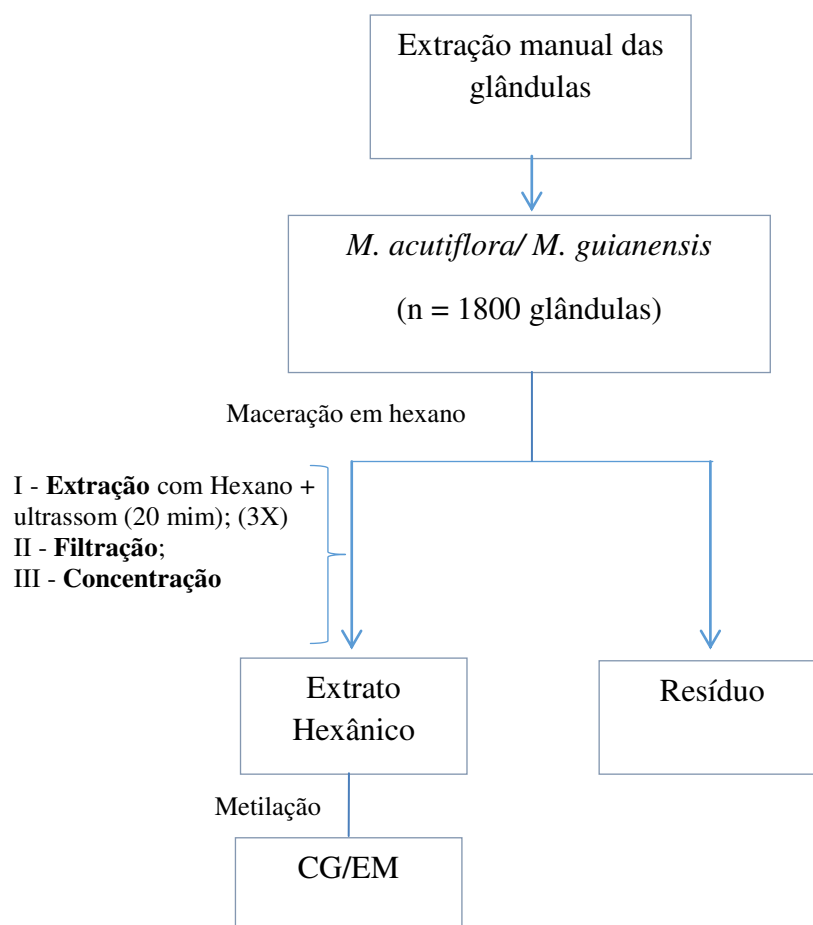 Extração manual das
glândulas
M. acutiflora/ M. guianensis
(n = 1800 glândulas)
Maceração em hexano
I - Extração com Hexano +
ultrassom (20 mim); (3X)
II - Filtração;
III - Concentração
Extrato
Hexânico
Resíduo
Metilação
CG/EM